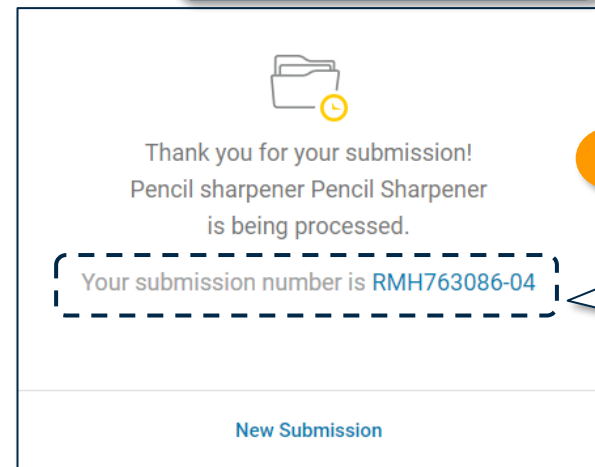 Thank you for your submission!
Pencil sharpener Pencil Sharpener
is being processed.
Your submission number is RMH763086-04
New Submission